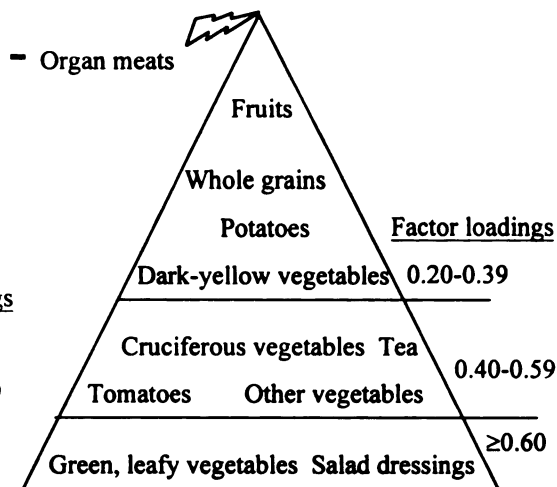 - Organ meats
Fruits
Whole grains
Potatoes
Factor loadings
Dark-yellow vegetables 0.20-0.39
Cruciferous vegetables Tea
0.40-0.59
Tomatoes Other vegetables
≥0.60
Green, leafy vegetables Salad dressings